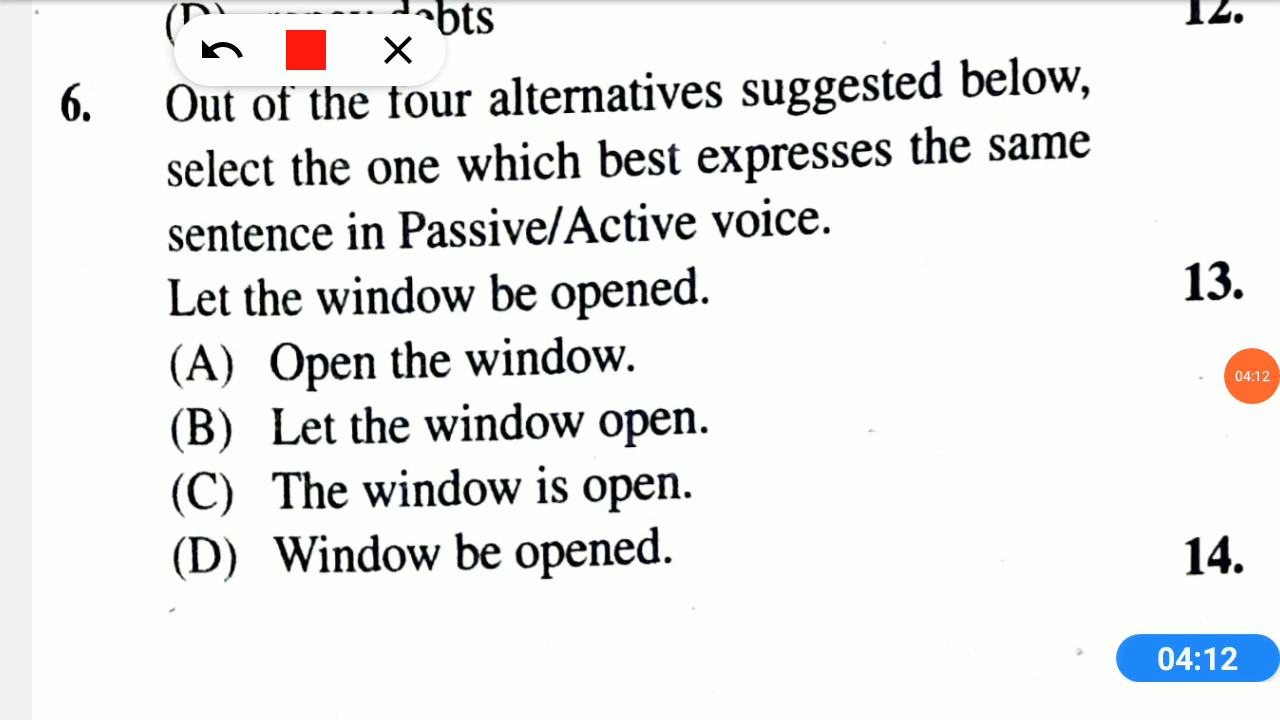 debts
12.
6. Out of the four alternatives suggested below,
select the one which best expresses the same
sentence in Passive/Active voice.
Let the window be opened.
13.
(A) Open the window.
(B) Let the window open.
04:12
(C) The window is open.
(D) Window be opened.
14.
04:12